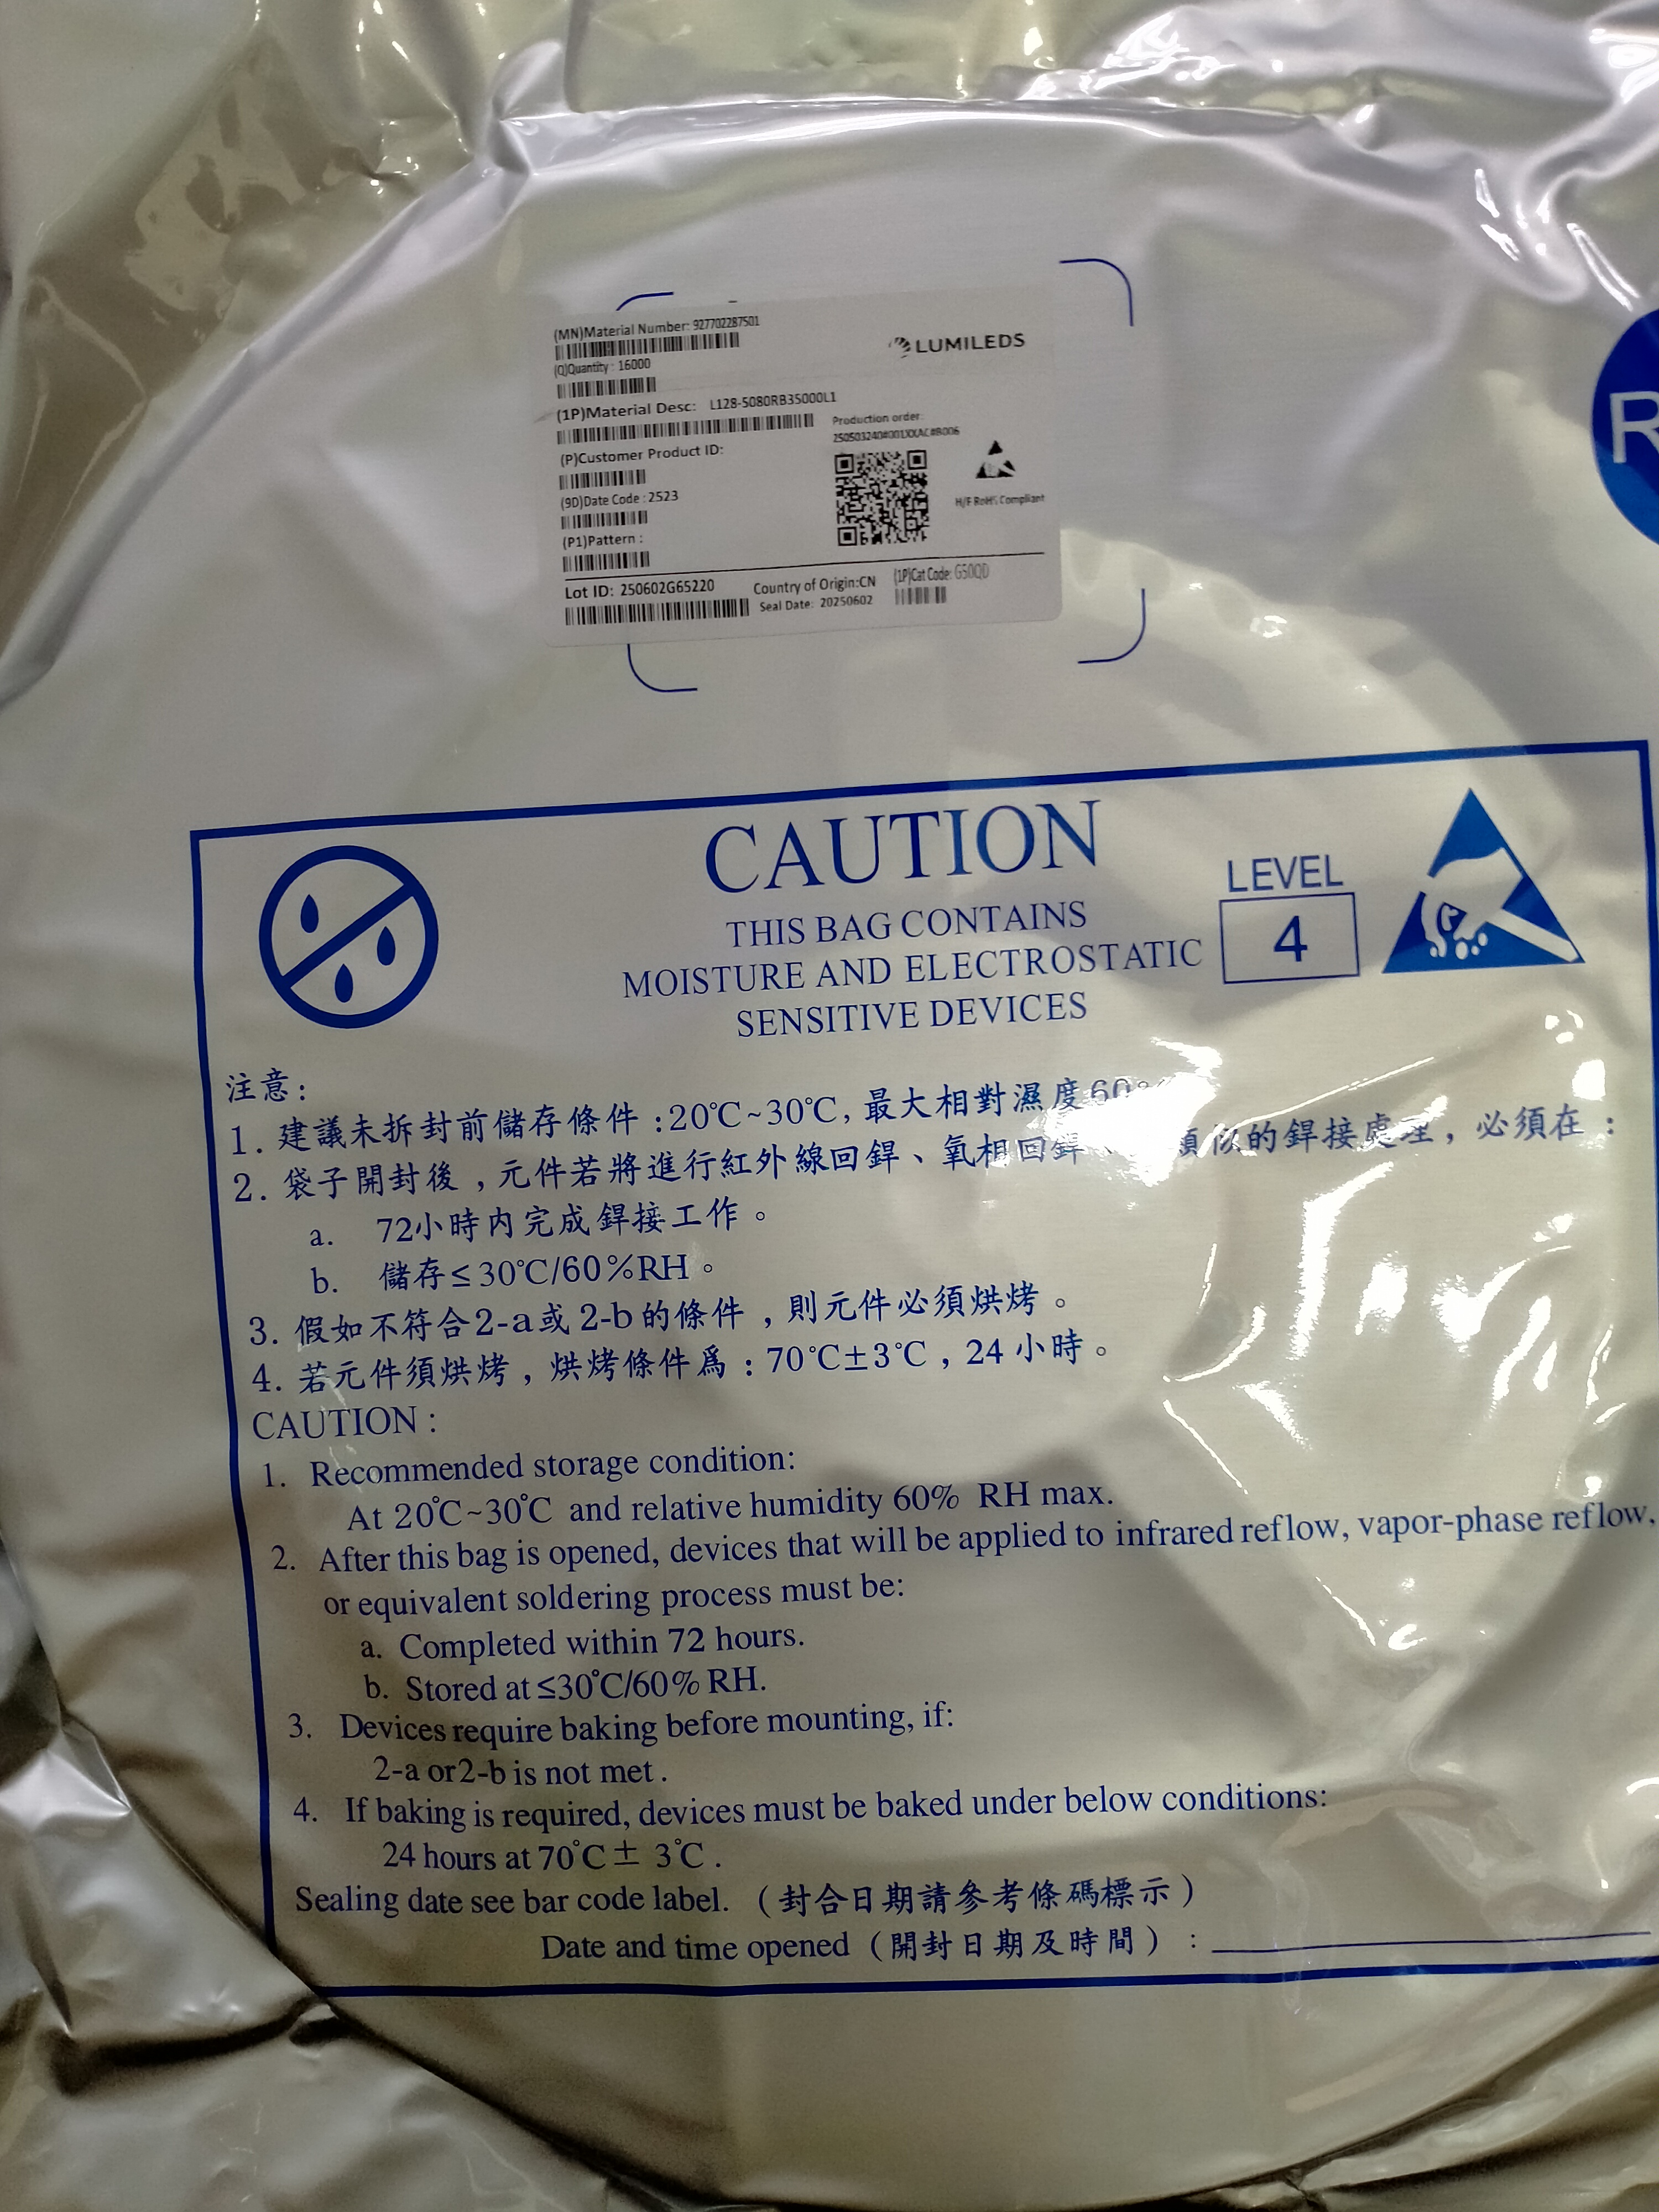 (MN)Material Number: 927702287501
LUMILEDS
(Q)Quantity : 16000
(1P)Material Desc: L128-5080RB35000L1
Production order:
(P)Customer Product ID:
(9D)Date Code : 2523
H/F RoHS Compliant
(P1)Pattern :
Lot ID: 250602G65220
Country of Origin:CN
Seal Date: 20250602
(1P)Cat Code: G50QD
R
CAUTION
THIS BAG CONTAINS
MOISTURE AND ELECTROSTATIC
SENSITIVE DEVICES
LEVEL
4
注意:
1. 建議未拆封前儲存條件:20℃~30℃, 最大相對濕度60%
2. 袋子開封後,元件若將進行紅外線回銲、氧相回銲、 類似的銲接處理,必須在:
a. 72小時内完成銲接工作。
b. 儲存≤30℃/60%RH。
3. 假如不符合2-a或2-b的條件,則元件必須烘烤。
4. 若元件須烘烤,烘烤條件爲:70℃±3℃,24小時。
CAUTION :
1. Recommended storage condition:
At 20℃~30℃ and relative humidity 60% RH max.
2. After this bag is opened, devices that will be applied to infrared reflow, vapor-phase reflow,
or equivalent soldering process must be:
a. Completed within 72 hours.
b. Stored at ≤30℃/60% RH.
3. Devices require baking before mounting, if:
2-a or2-b is not met.
4. If baking is required, devices must be baked under below conditions:
24 hours at 70℃± 3℃.
Sealing date see bar code label. (封合日期請參考條碼標示)
Date and time opened (開封日期及時間) :